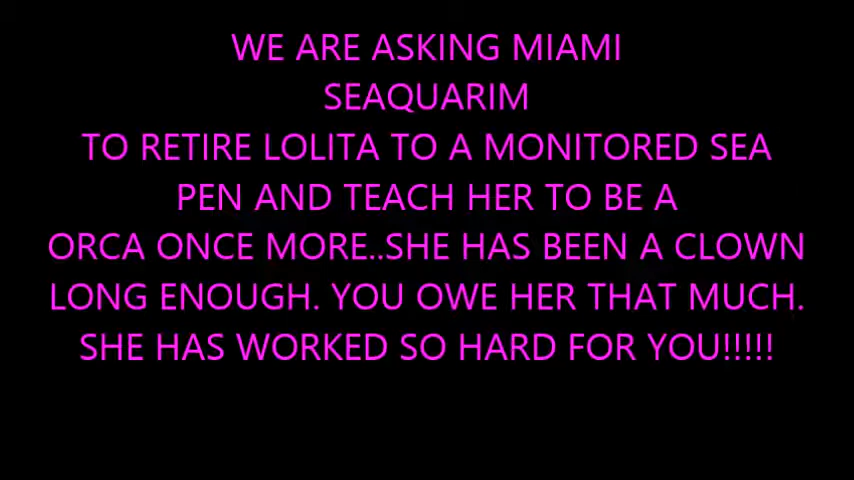 WE ARE ASKING MIAMI
SEAQUARIM
TO RETIRE LOLITA TO A MONITORED SEA
PEN AND TEACH HER TO BE A
ORCA ONCE MORE..SHE HAS BEEN A CLOWN
LONG ENOUGH. YOU OWE HER THAT MUCH.
SHE HAS WORKED SO HARD FOR YOU!!!!!